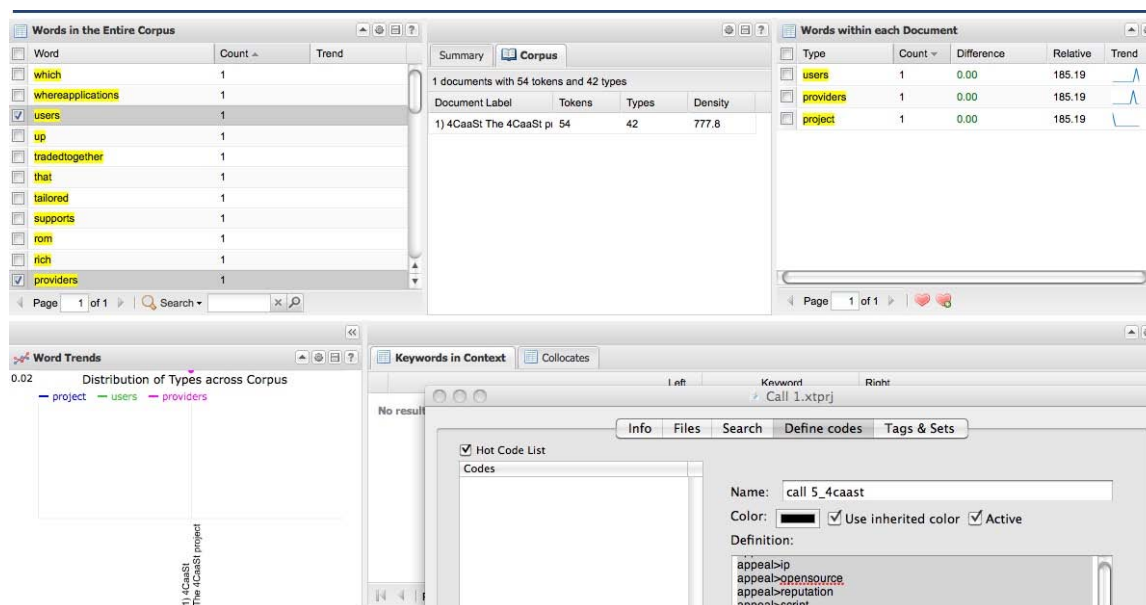 Words in the Entire Corpus
Word Count Trend
which 1
whereapplications 1
users 1
up 1
tradedtogether 1
that 1
tailored 1
supports 1
rom 1
rich 1
providers 1
Page 1 of 1 Search
Summary Corpus
1 documents with 54 tokens and 42 types
Document Label Tokens Types Density
1) 4CaaSt The 4CaaSt 54 42 777.8
Words within each Document
Type Count Difference Relative Trend
users 1 0.00 185.19
providers 1 0.00 185.19
project 1 0.00 185.19
Page 1 of 1
Word Trends
0.02 Distribution of Types across Corpus
project users providers
1) 4CaaSt
The 4CaaSt project
Keywords in Context Collocates
Left Keyword Right
No result
Call 1.xtprj
Info Files Search Define codes Tags & Sets
Hot Code List
Codes
Name: call 5_4caast
Color: Use inherited color Active
Definition:
appeal>ip
appeal>opensource
appeal>reputation
appeal>script